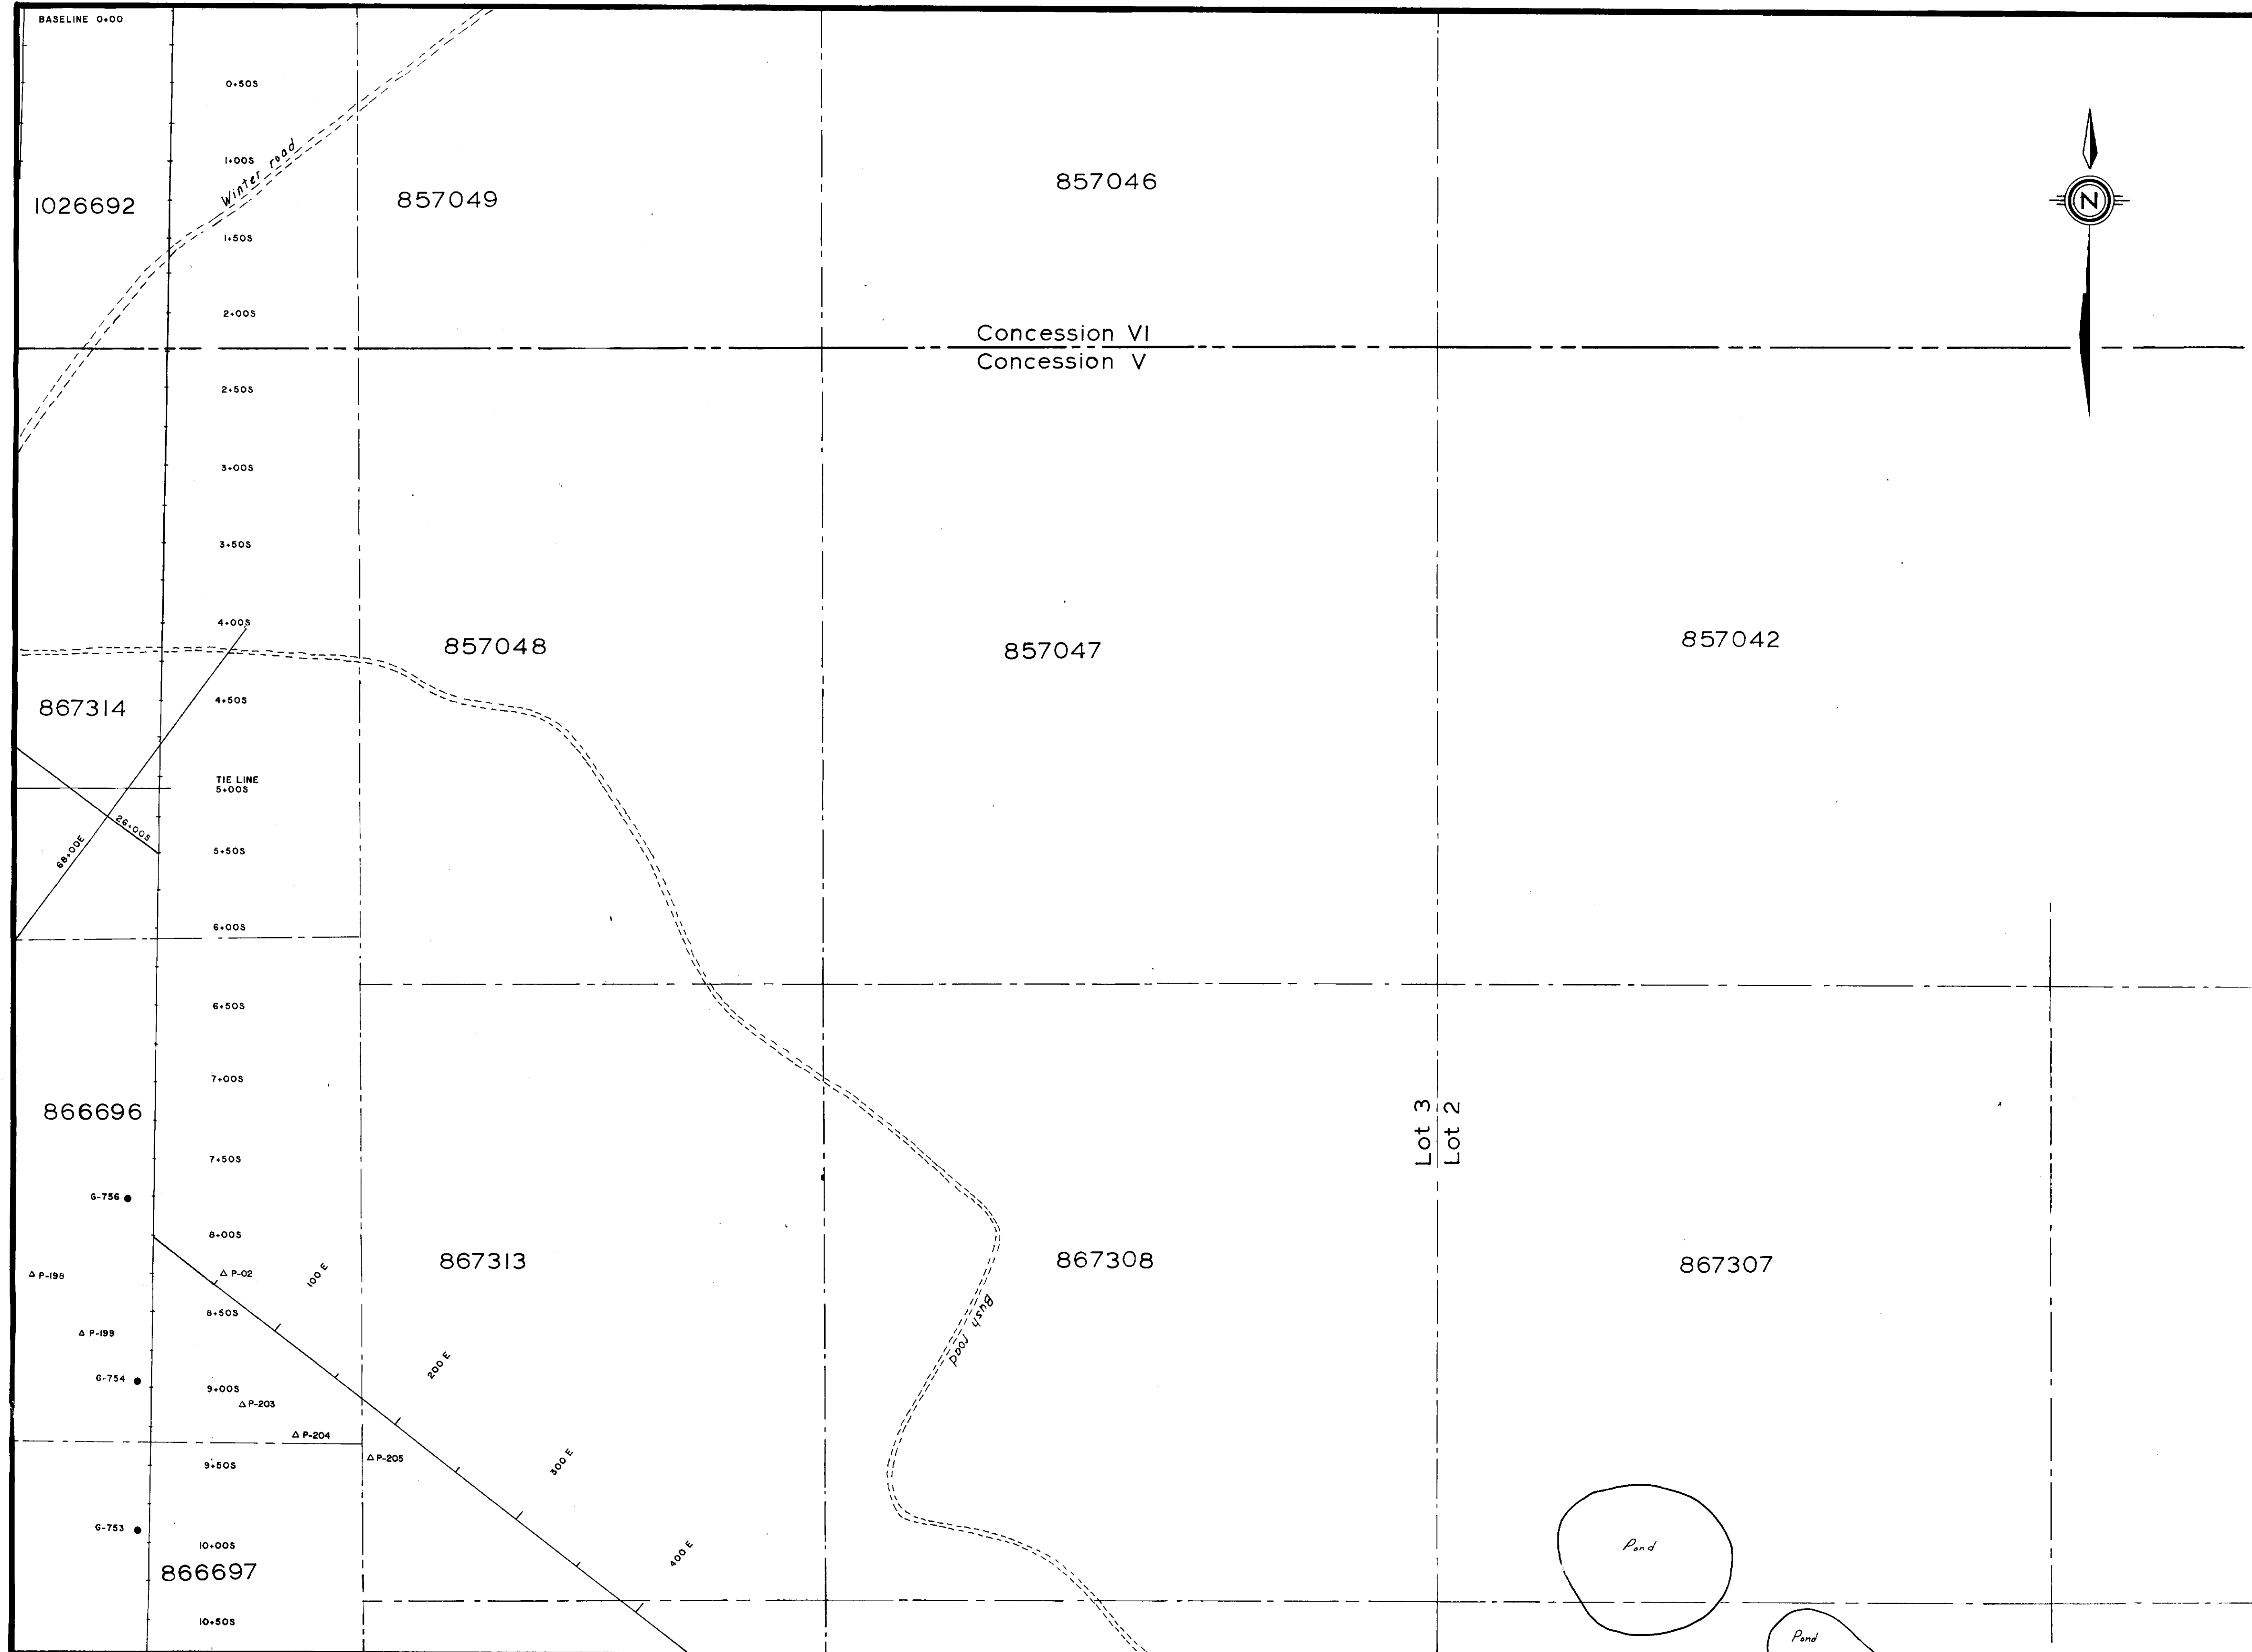 BASELINE 0+00
0+50S
1+00S
Winter road
1026692
857049
857046
N
1+50S
2+00S
Concession VI
Concession V
2+50S
3+00S
3+50S
4+00S
857048
857047
857042
4+50S
867314
TIE LINE
5+00S
26+00S
68+00E
5+50S
6+00S
6+50S
7+00S
866696
Lot 3
Lot 2
7+50S
G-756
8+00S
867313
867308
867307
P-198
P-02
100 E
8+50S
Bush road
P-199
200 E
G-754
9+00S
P-203
P-204
P-205
9+50S
300 E
G-753
10+00S
400 E
Pond
866697
10+50S
Pond